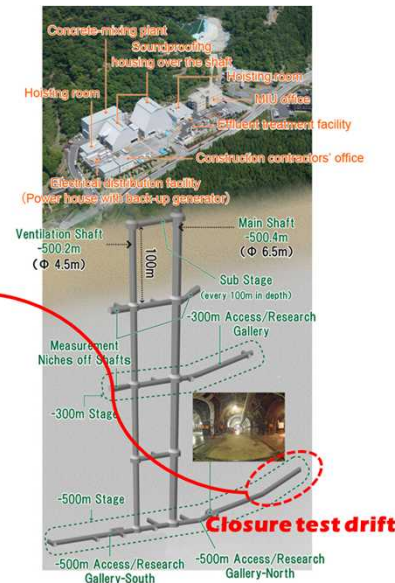 Concrete-mixing plant
Soundproofing
housing over the shaft
Hoisting room
Hoisting room
MIU office
Effluent treatment facility
Construction contractors' office
Electrical distribution facility
(Power house with back-up generator)
Ventilation Shaft
-500.2m
(Φ 4.5m)
100m
Main Shaft
-500.4m
(Φ 6.5m)
Sub Stage
(every 100m in depth)
-300m Access/Research
Gallery
Measurement
Niches off Shafts
-300m Stage
-500m Stage
Closure test drift
-500m Access/Research
Gallery-South
-500m Access/Research
Gallery-North